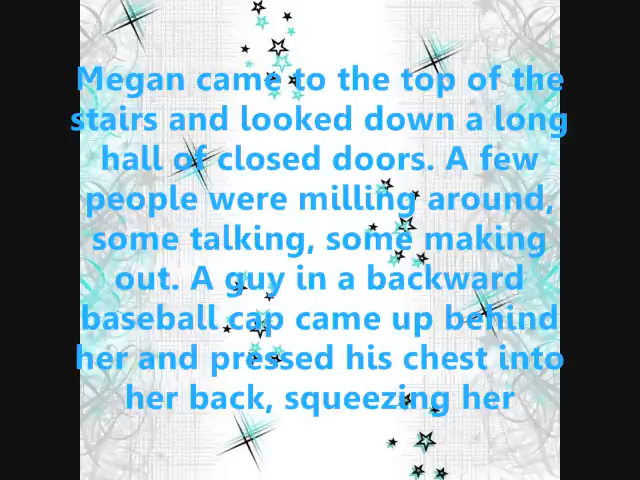 Megan came to the top of the
stairs and looked down a long
hall of closed doors. A few
people were milling around,
some talking, some making
out. A guy in a backward
baseball cap came up behind
her and pressed his chest into
her back, squeezing her